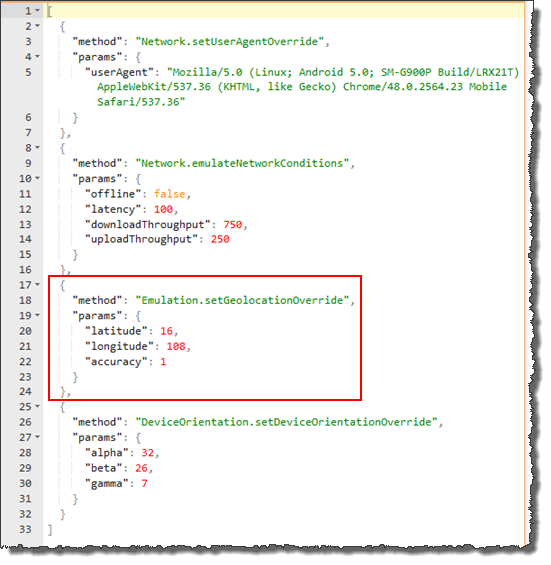 1 [
2 {
3 "method": "Network.setUserAgentOverride",
4 "params": {
5 "userAgent": "Mozilla/5.0 (Linux; Android 5.0; SM-G900P Build/LRX21T)
AppleWebKit/537.36 (KHTML, like Gecko) Chrome/48.0.2564.23 Mobile
Safari/537.36"
6 }
7 },
8 {
9 "method": "Network.emulateNetworkConditions",
10 "params": {
11 "offline": false,
12 "latency": 100,
13 "downloadThroughput": 750,
14 "uploadThroughput": 250
15 }
16 },
17 {
18 "method": "Emulation.setGeolocationOverride",
19 "params": {
20 "latitude": 16,
21 "longitude": 108,
22 "accuracy": 1
23 }
24 },
25 {
26 "method": "DeviceOrientation.setDeviceOrientationOverride",
27 "params": {
28 "alpha": 32,
29 "beta": 26,
30 "gamma": 7
31 }
32 }
33 ]